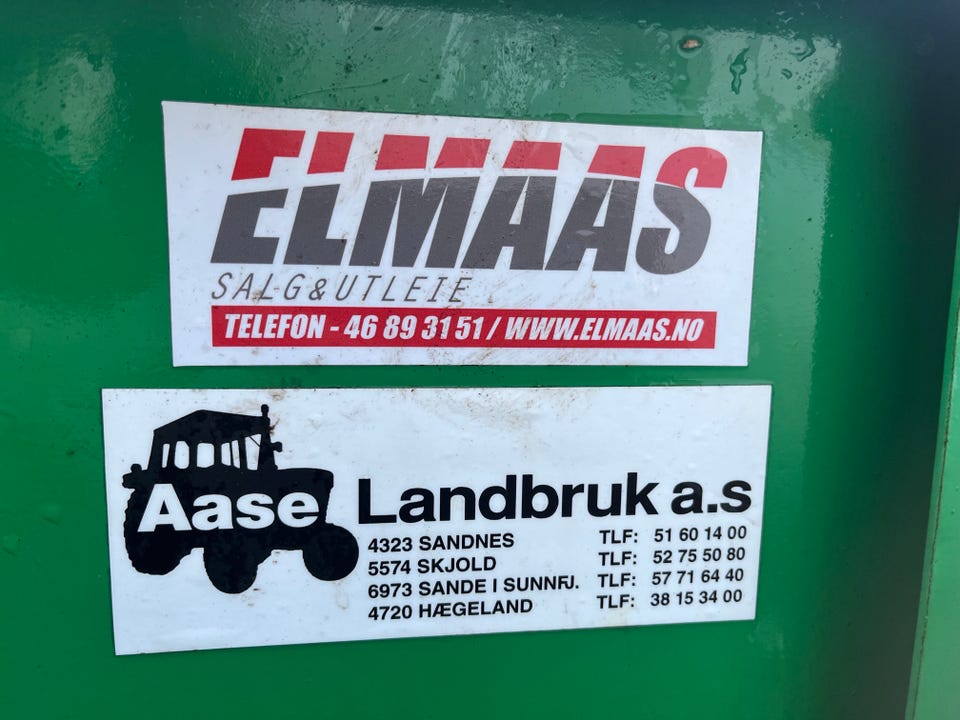 ELMAAS
SALG & UTLEIE
TELEFON - 46 89 31 51 / WWW.ELMAAS.NO
Aase Landbruk a.s
4323 SANDNES TLF: 51 60 14 00
5574 SKJOLD TLF: 52 75 50 80
6973 SANDE I SUNNFJ. TLF: 57 71 64 40
4720 HÆGELAND TLF: 38 15 34 00